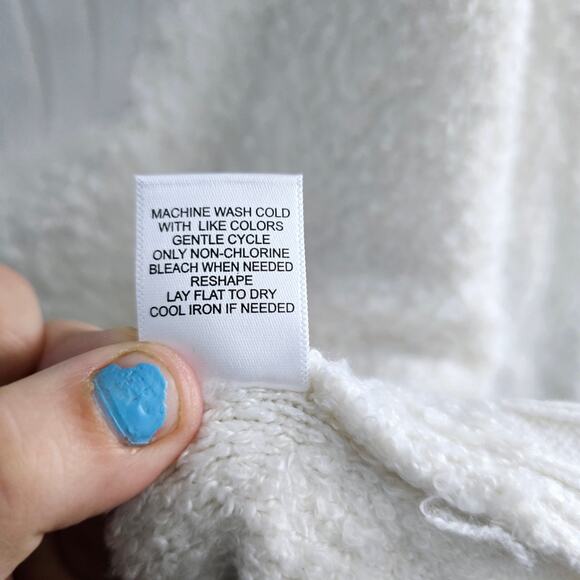 MACHINE WASH COLD
WITH LIKE COLORS
GENTLE CYCLE
ONLY NON-CHLORINE
BLEACH WHEN NEEDED
RESHAPE
LAY FLAT TO DRY
COOL IRON IF NEEDED